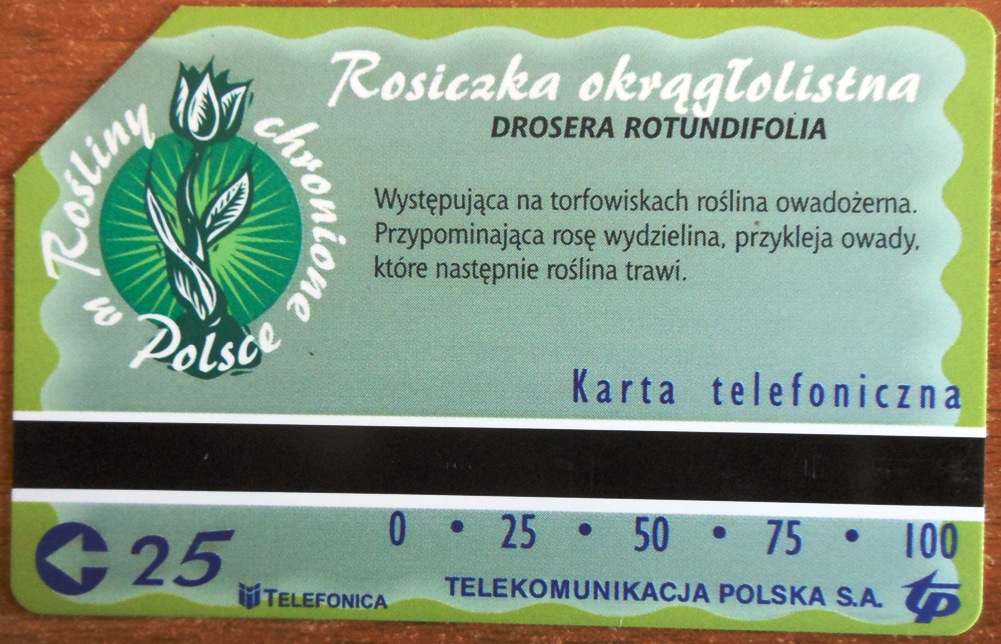 Rośliny chronione w Polsce
Rosiczka okrągłolistna
DROSERA ROTUNDIFOLIA
Występująca na torfowiskach roślina owadożerna.
Przypominająca rosę wydzielina, przykleja owady,
które następnie roślina trawi.
Karta telefoniczna
0 • 25 • 50 • 75 • 100
25
TELEFONICA
TELEKOMUNIKACJA POLSKA S.A.
tp